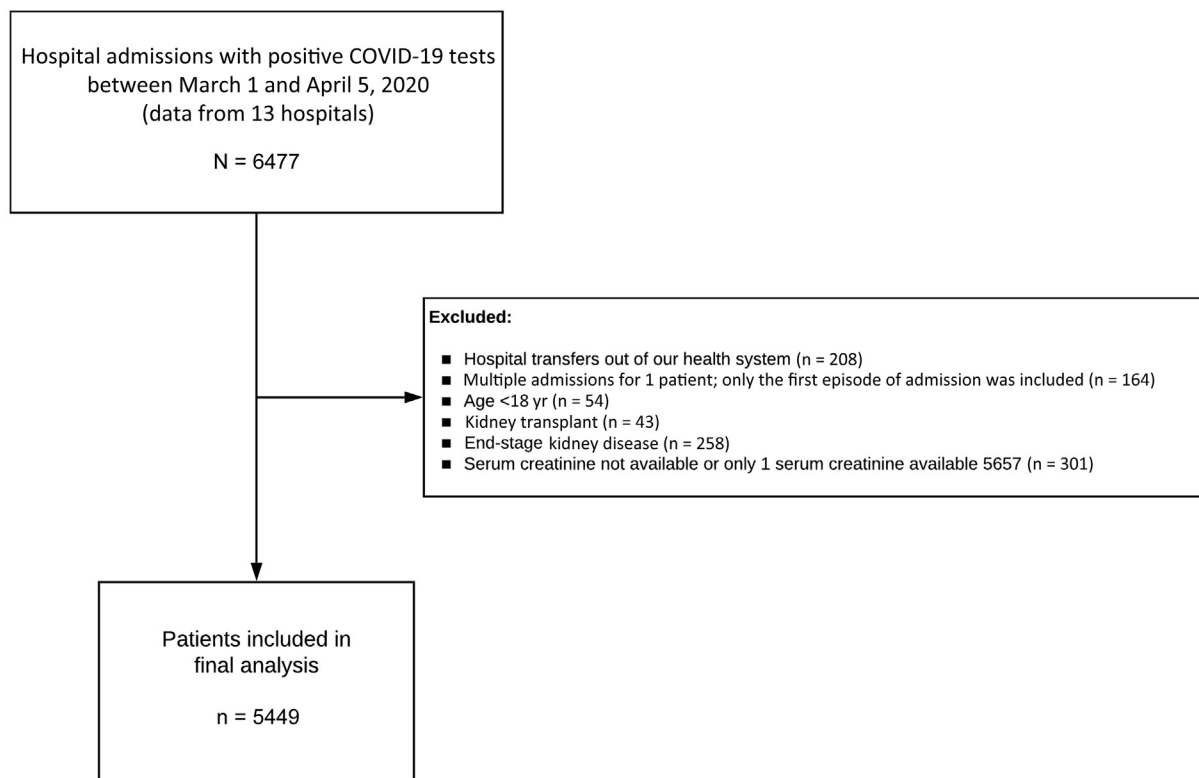 Hospital admissions with positive COVID-19 tests
between March 1 and April 5, 2020
(data from 13 hospitals)
N = 6477
Excluded:
■ Hospital transfers out of our health system (n = 208)
■ Multiple admissions for 1 patient; only the first episode of admission was included (n = 164)
■ Age <18 yr (n = 54)
■ Kidney transplant (n = 43)
■ End-stage kidney disease (n = 258)
■ Serum creatinine not available or only 1 serum creatinine available 5657 (n = 301)
Patients included in
final analysis
n = 5449